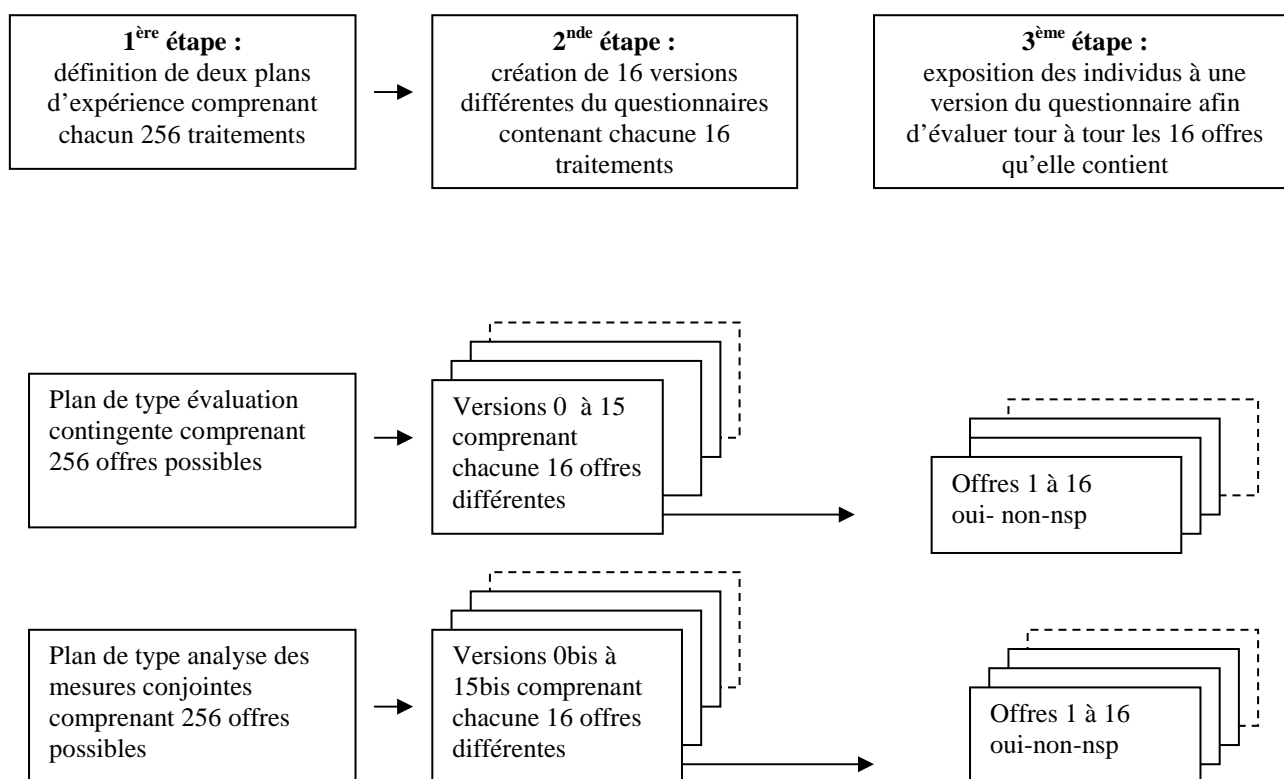 1ère étape :
définition de deux plans
d’expérience comprenant
chacun 256 traitements
2nde étape :
création de 16 versions
différentes du questionnaires
contenant chacune 16
traitements
3ème étape :
exposition des individus à une
version du questionnaire afin
d’évaluer tour à tour les 16 offres
qu’elle contient
Plan de type évaluation
contingente comprenant
256 offres possibles
Versions 0 à 15
comprenant
chacune 16 offres
différentes
Offres 1 à 16
oui- non-nsp
Plan de type analyse des
mesures conjointes
comprenant 256 offres
possibles
Versions 0bis à
15bis comprenant
chacune 16 offres
différentes
Offres 1 à 16
oui-non-nsp